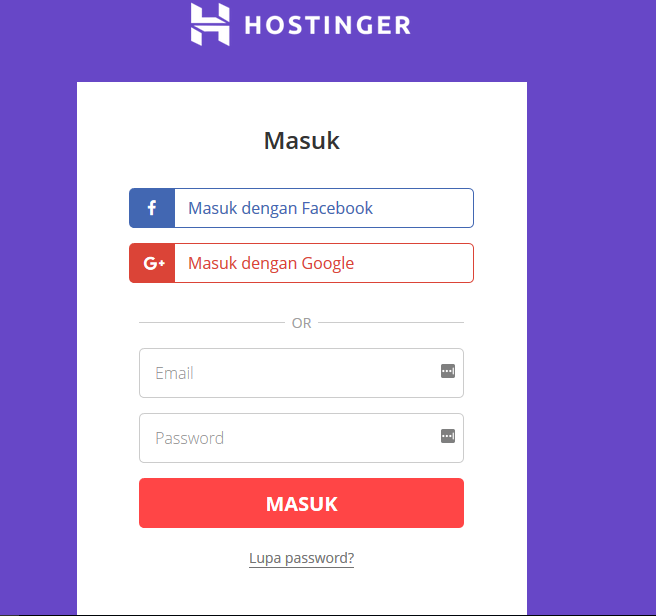 HOSTINGER
Masuk
Masuk dengan Facebook
Masuk dengan Google
OR
Email
Password
MASUK
Lupa password?